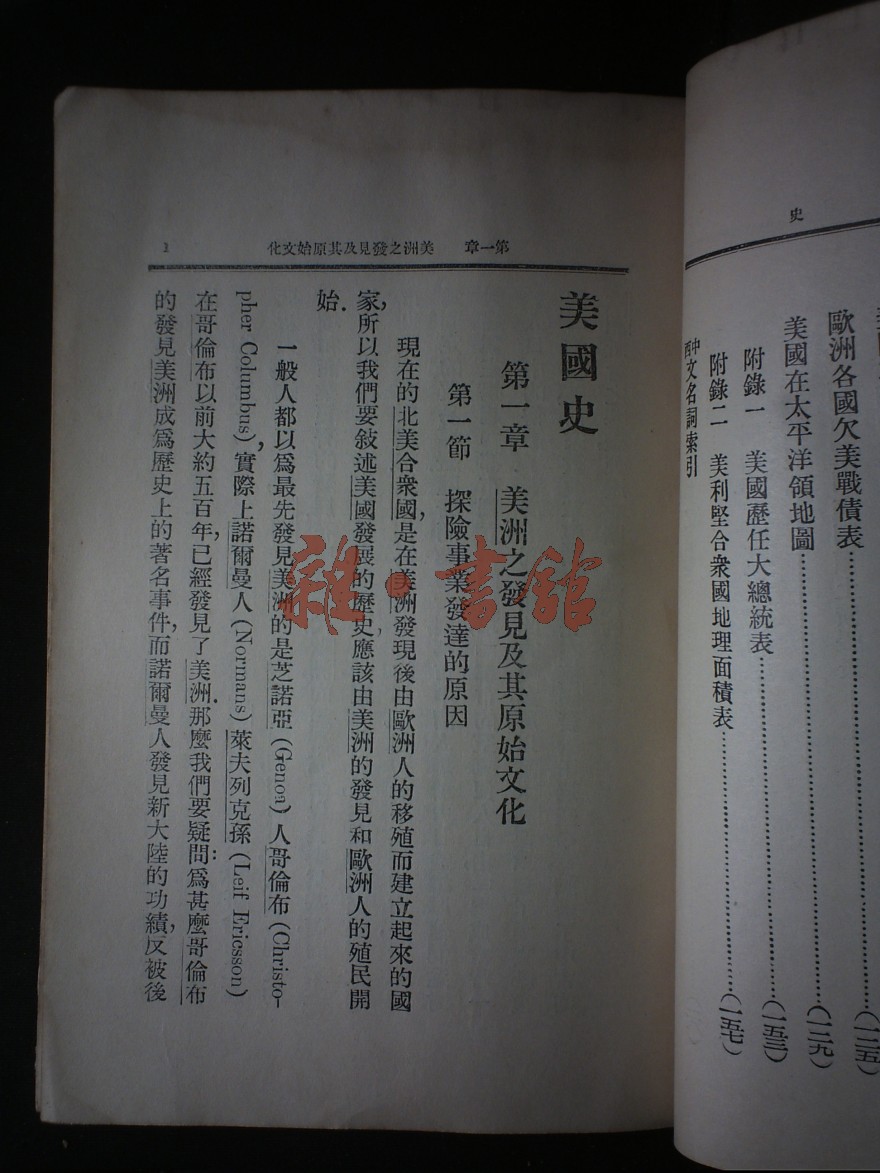 史
歐洲各國欠美戰債表……(一二五)
美國在太平洋領地圖……(一二九)
附錄一 美國歷任大總統表……(一五三)
附錄二 美利堅合衆國地理面積表……(一五七)
中西文名詞索引
第一章 美洲之發見及其原始文化 1
美國史
第一章 美洲之發見及其原始文化
第一節 探險事業發達的原因
現在的北美合衆國,是在美洲發現後由歐洲人的移殖而建立起來的國
家,所以我們要敍述美國發展的歷史應該由美洲的發見和歐洲人的殖民開
始.
一般人都以爲最先發見美洲的是芝諾亞(Genoa)人哥倫布(Christo-
pher Columbus),實際上諾爾曼人(Normans)萊夫列克孫(Leif Ericsson)
在哥倫布以前大約五百年,已經發見了美洲.那麼我們要疑問:爲甚麼哥倫布
的發見美洲成爲歷史上的著名事件,而諾爾曼人發見新大陸的功績,反被後
雜·書館